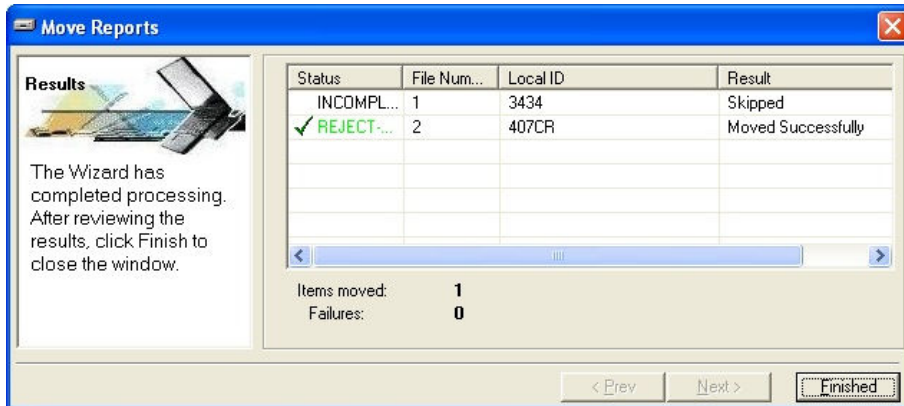 Move Reports
Results
The Wizard has
completed processing.
After reviewing the
results, click Finish to
close the window.
Status File Num... Local ID Result
INCOMPL... 1 3434 Skipped
REJECT-... 2 407CR Moved Successfully
Items moved: 1
Failures: 0
< Prev Next > Finished